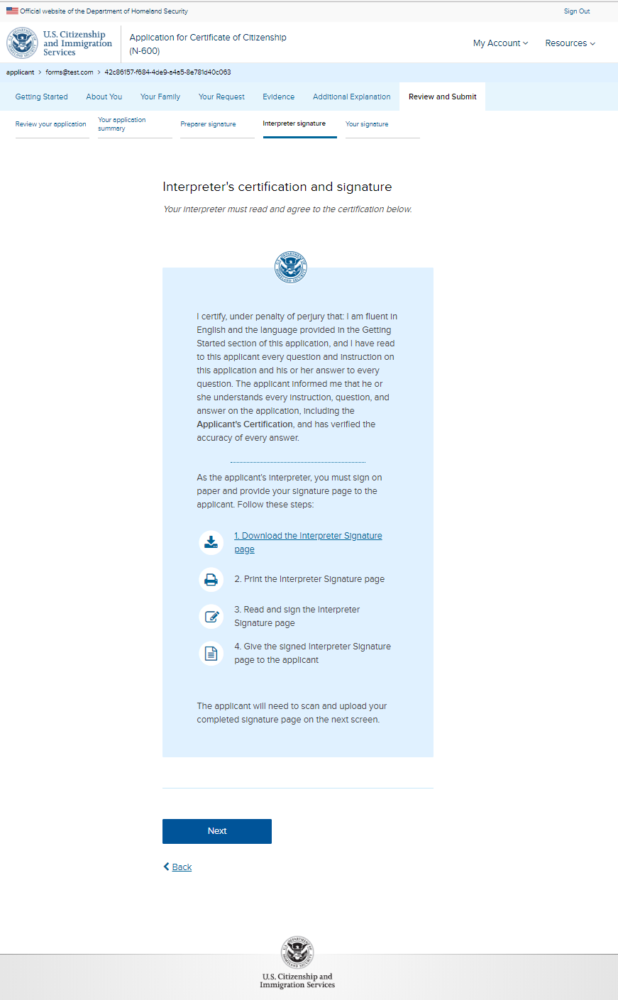 Official website of the Department of Homeland Security
Sign Out
U.S. Citizenship
and Immigration
Services
Application for Certificate of Citizenship
(N-600)
My Account
Resources
applicant > forms@test.com > 42c86157-f684-4de9-a4a5-8e781d40c063
Getting Started
About You
Your Family
Your Request
Evidence
Additional Explanation
Review and Submit
Review your application
Your application
summary
Preparer signature
Interpreter signature
Your signature
Interpreter's certification and signature
Your interpreter must read and agree to the certification below.
I certify, under penalty of perjury that: I am fluent in
English and the language provided in the Getting
Started section of this application, and I have read
to this applicant every question and instruction on
this application and his or her answer to every
question. The applicant informed me that he or
she understands every instruction, question, and
answer on the application, including the
Applicant's Certification, and has verified the
accuracy of every answer.
As the applicant's interpreter, you must sign on
paper and provide your signature page to the
applicant. Follow these steps:
1. Download the Interpreter Signature
page
2. Print the Interpreter Signature page
3. Read and sign the Interpreter
Signature page
4. Give the signed Interpreter Signature
page to the applicant
The applicant will need to scan and upload your
completed signature page on the next screen.
Next
Back
U.S. Citizenship and
Immigration Services